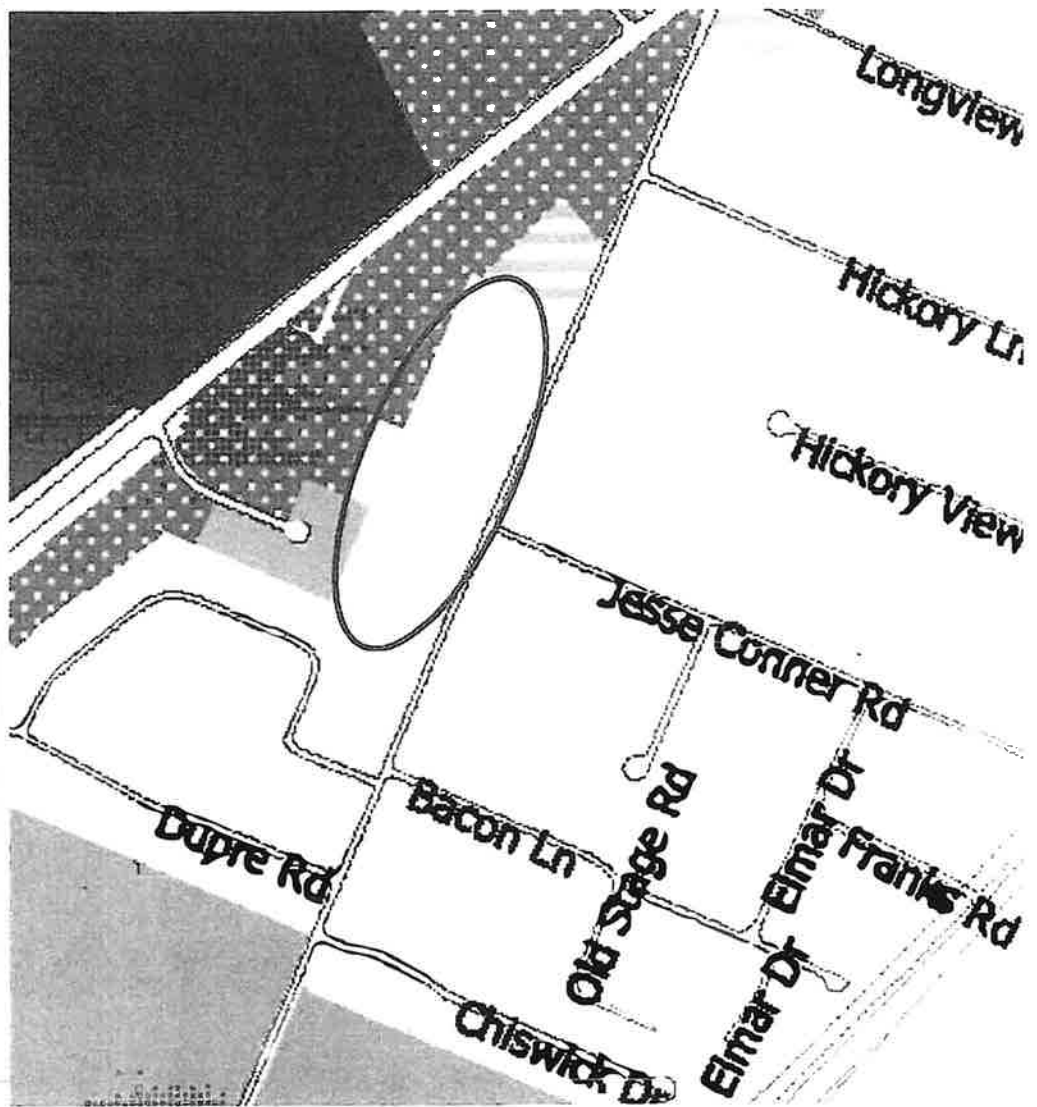 Longview
Hickory Ln
Hickory View
Jesse Conner Rd
Elmar Dr
Franks Rd
Bacon Ln
Dupre Rd
Old Stage Rd
Elmar Dr
Chiswick Dr